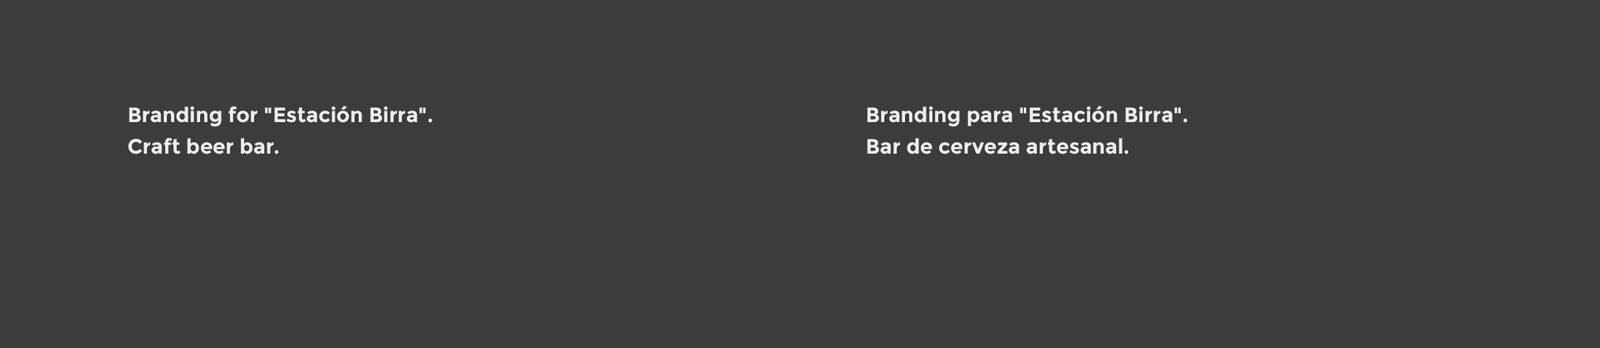 Branding for "Estación Birra".
Craft beer bar.
Branding para "Estación Birra".
Bar de cerveza artesanal.